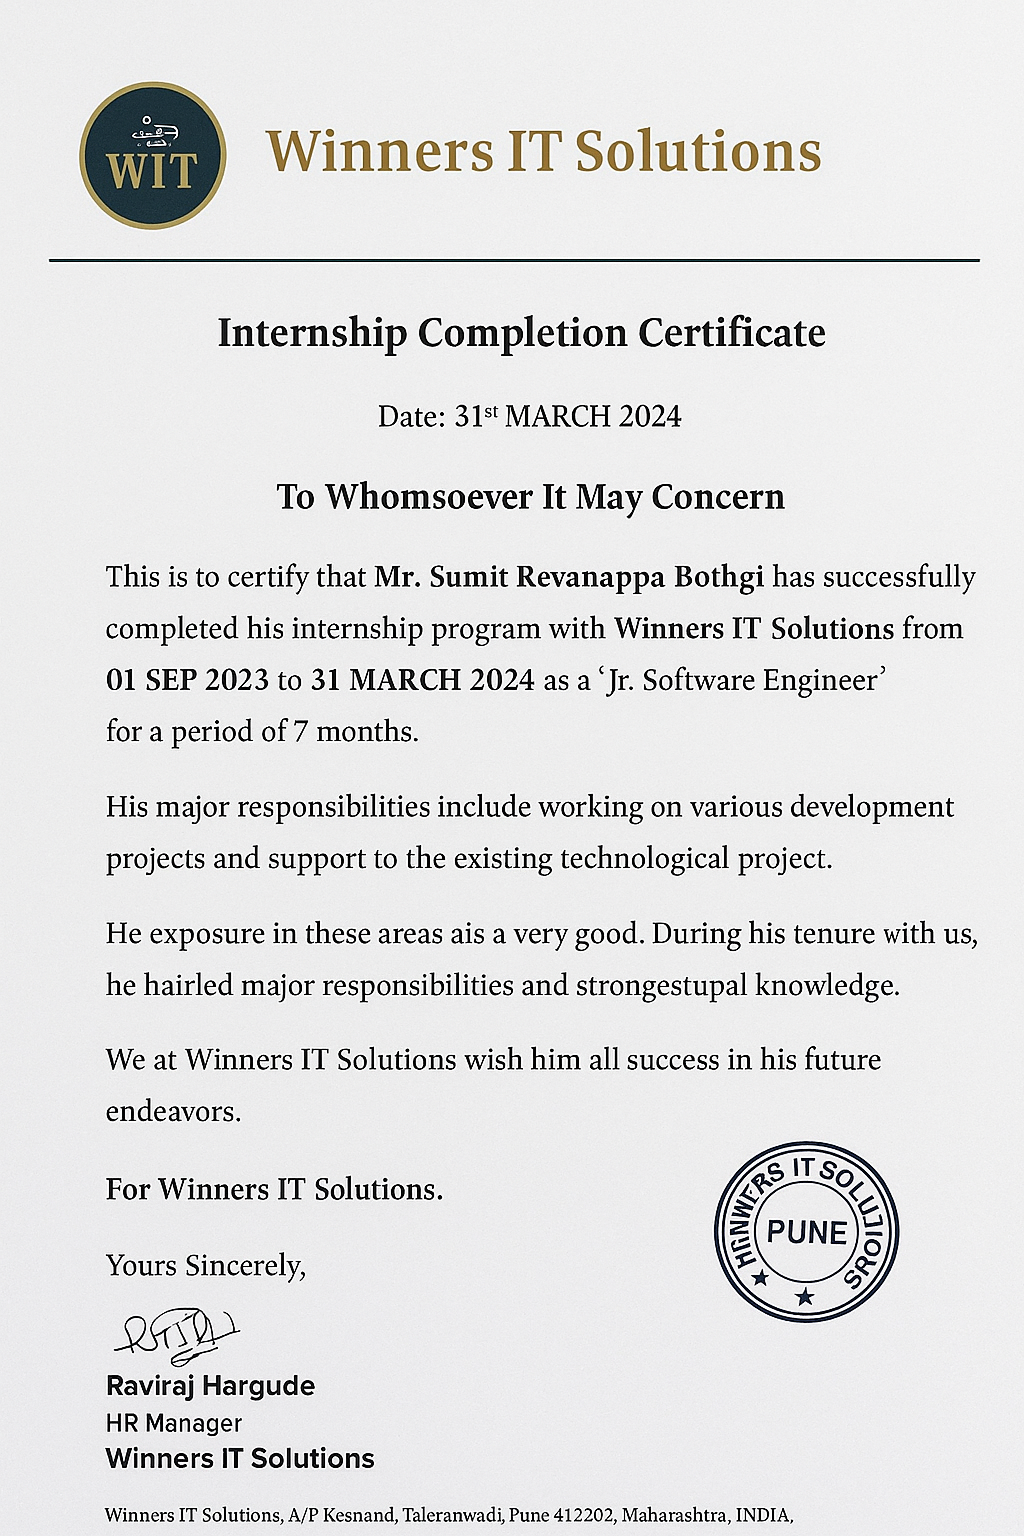 WIT
Winners IT Solutions
Internship Completion Certificate
Date: 31st MARCH 2024
To Whomsoever It May Concern
This is to certify that Mr. Sumit Revanappa Bothgi has successfully
completed his internship program with Winners IT Solutions from
01 SEP 2023 to 31 MARCH 2024 as a ‘Jr. Software Engineer’
for a period of 7 months.
His major responsibilities include working on various development
projects and support to the existing technological project.
He exposure in these areas ais a very good. During his tenure with us,
he hairled major responsibilities and strongestupal knowledge.
We at Winners IT Solutions wish him all success in his future
endeavors.
For Winners IT Solutions.
IT
PUNE
Yours Sincerely,
Raviraj Hargude
HR Manager
Winners IT Solutions
Winners IT Solutions, A/P Kesnand, Taleranwadi, Pune 412202, Maharashtra, INDIA,